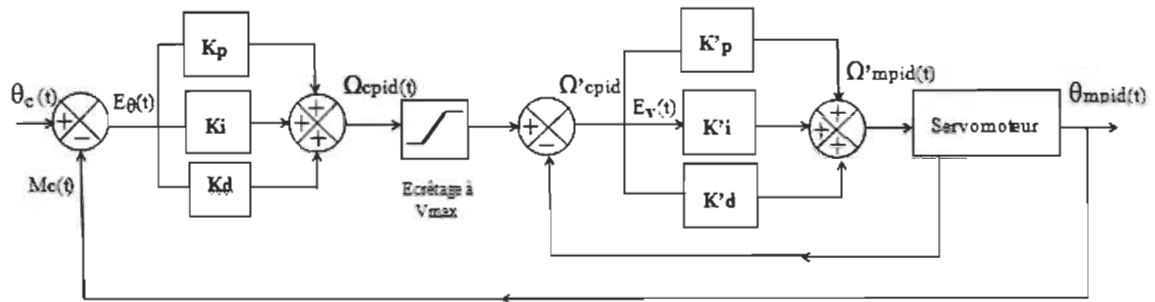 Kp
K'p
θc (t)
Eθ(t)
Ωcpid(t)
Ω'cpid
Ω'mpid(t)
θmpid(t)
+
−
Ki
+
+
+
+
−
Ev(t)
K'i
+
+
+
Servomoteur
Mc(t)
Kd
Ecrêtage à
Vmax
K'd